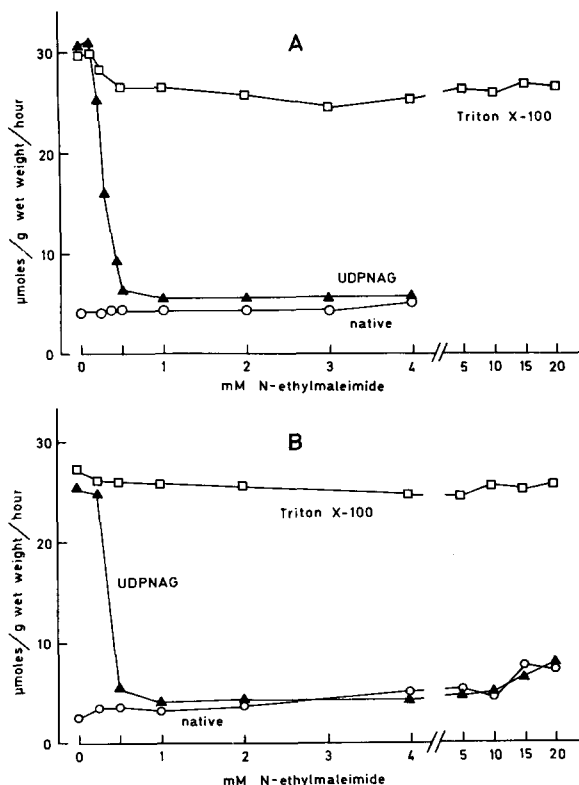 A
30
20
10
0
µmoles/g wet weight/hour
Triton X-100
UDPNAG
native
0 1 2 3 4 5 10 15 20
mM N-ethylmaleimide
B
30
20
10
0
µmoles/g wet weight/hour
Triton X-100
UDPNAG
native
0 1 2 3 4 5 10 15 20
mM N-ethylmaleimide